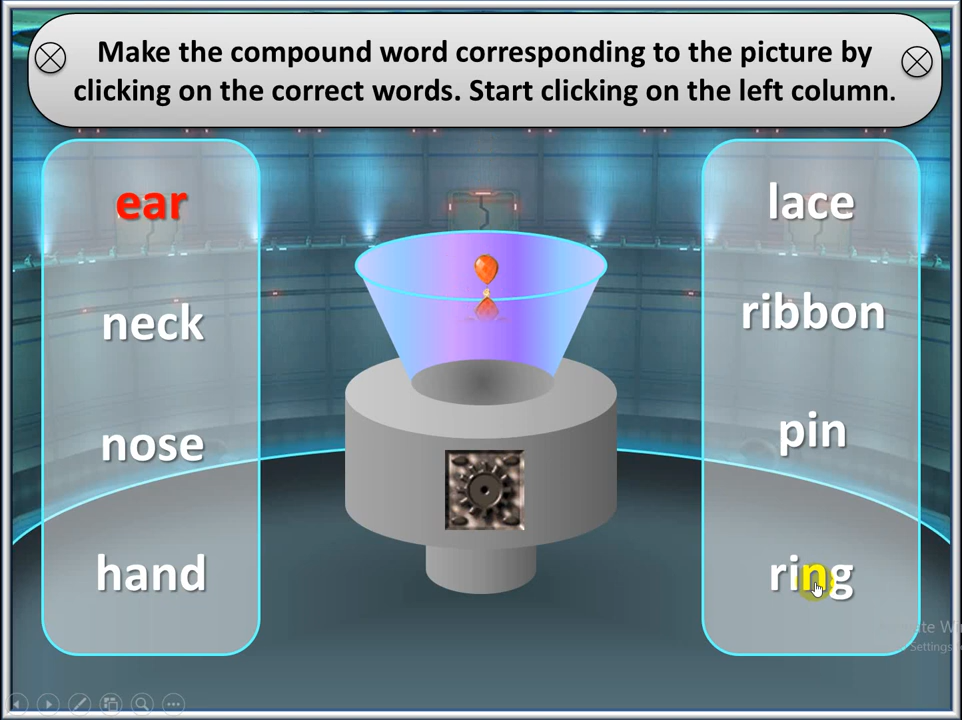 Make the compound word corresponding to the picture by
clicking on the correct words. Start clicking on the left column.
ear
neck
nose
hand
lace
ribbon
pin
ring
Settings